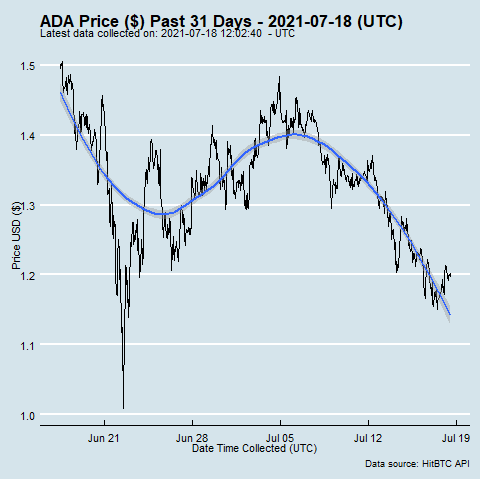 ADA Price ($) Past 31 Days - 2021-07-18 (UTC)
Latest data collected on: 2021-07-18 12:02:40  - UTC
Price USD ($)
1.5
1.4
1.3
1.2
1.1
1.0
Jun 21 Jun 28 Jul 05 Jul 12 Jul 19
Date Time Collected (UTC)
Data source: HitBTC API